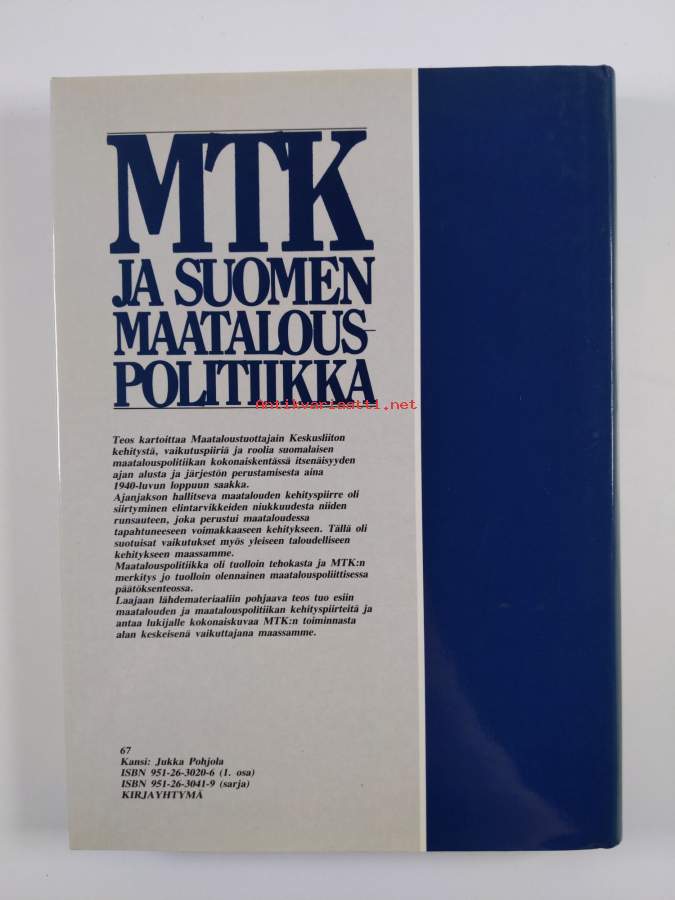 MTK
JA SUOMEN
MAATALOUS-
POLITIIKKA
Antikvariaatti.net
Teos kartoittaa Maataloustuottajain Keskusliiton
kehitystä, vaikutuspiiriä ja roolia suomalaisen
maatalouspolitiikan kokonaiskentässä itsenäisyyden
ajan alusta ja järjestön perustamisesta aina
1940-luvun loppuun saakka.
Ajanjakson hallitseva maatalouden kehityspiirre oli
siirtyminen elintarvikkeiden niukkuudesta niiden
runsauteen, joka perustui maataloudessa
tapahtuneeseen voimakkaaseen kehitykseen. Tällä oli
suotuisat vaikutukset myös yleiseen taloudelliseen
kehitykseen maassamme.
Maatalouspolitiikka oli tuolloin tehokasta ja MTK:n
merkitys jo tuolloin olennainen maatalouspoliittisessa
päätöksenteossa.
Laajaan lähdemateriaaliin pohjaava teos tuo esiin
maatalouden ja maatalouspolitiikan kehityspiirteitä ja
antaa lukijalle kokonaiskuvaa MTK:n toiminnasta
alan keskeisenä vaikuttajana maassamme.
67
Kansi: Jukka Pohjola
ISBN 951-26-3020-6 (1. osa)
ISBN 951-26-3041-9 (sarja)
KIRJAYHTYMÄ